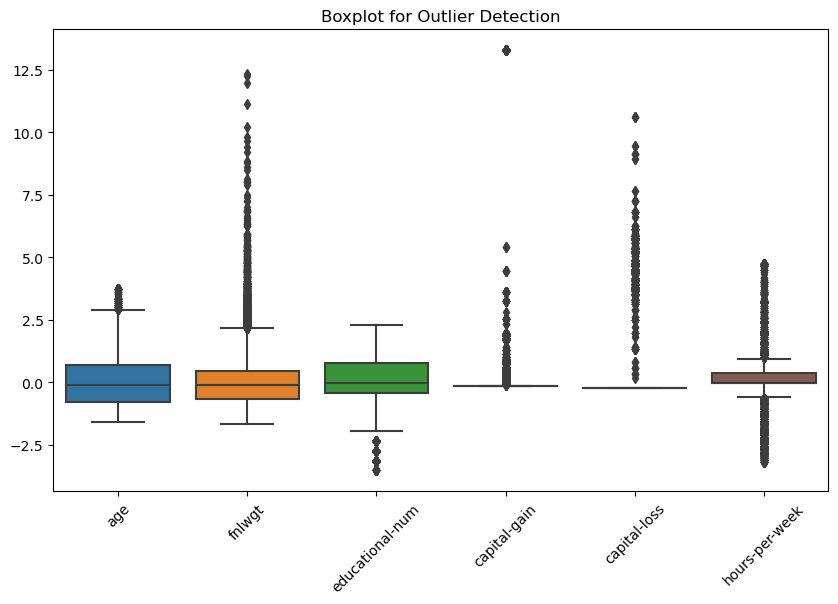 Boxplot for Outlier Detection
12.5
10.0
7.5
5.0
2.5
0.0
−2.5
age
fnlwgt
educational-num
capital-gain
capital-loss
hours-per-week